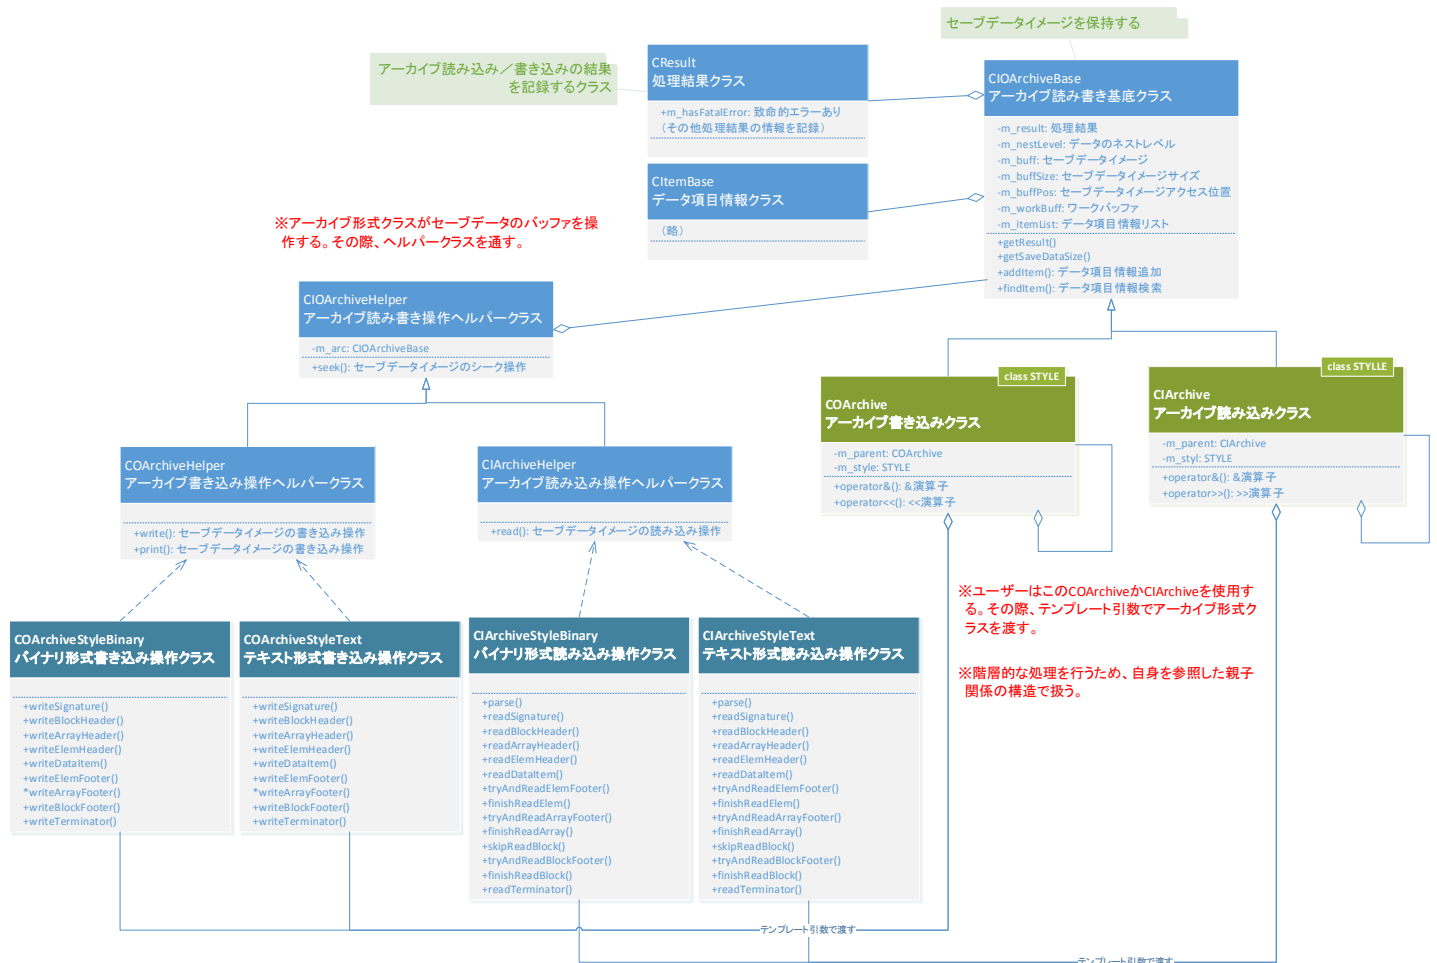 セーブデータイメージを保持する
アーカイブ読み込み／書き込みの結果
を記録するクラス
CResult
処理結果クラス
+m_hasFatalError: 致命的エラーあり
（その他処理結果の情報を記録）
CIOArchiveBase
アーカイブ読み書き基底クラス
-m_result: 処理結果
-m_nestLevel: データのネストレベル
-m_buff: セーブデータイメージ
-m_buffSize: セーブデータイメージサイズ
-m_buffPos: セーブデータイメージアクセス位置
-m_workBuff: ワークバッファ
-m_itemList: データ項目情報リスト
+getResult()
+getSaveDataSize()
+addItem(): データ項目情報追加
+findItem(): データ項目情報検索
CItemBase
データ項目情報クラス
（略）
※アーカイブ形式クラスがセーブデータのバッファを操
作する。その際、ヘルパークラスを通す。
CIOArchiveHelper
アーカイブ読み書き操作ヘルパークラス
-m_arc: CIOArchiveBase
+seek(): セーブデータイメージのシーク操作
class STYLE
COArchive
アーカイブ書き込みクラス
-m_parent: COArchive
-m_style: STYLE
+operator&(): &演算子
+operator<<(): <<演算子
class STYLLE
CIArchive
アーカイブ読み込みクラス
-m_parent: CIArchive
-m_styl: STYLE
+operator&(): &演算子
+operator>>(): >>演算子
COArchiveHelper
アーカイブ書き込み操作ヘルパークラス
+write(): セーブデータイメージの書き込み操作
+print(): セーブデータイメージの書き込み操作
CIArchiveHelper
アーカイブ読み込み操作ヘルパークラス
+read(): セーブデータイメージの読み込み操作
※ユーザーはこのCOArchiveかCIArchiveを使用す
る。その際、テンプレート引数でアーカイブ形式ク
ラスを渡す。
※階層的な処理を行うため、自身を参照した親子
関係の構造で扱う。
COArchiveStyleBinary
バイナリ形式書き込み操作クラス
+writeSignature()
+writeBlockHeader()
+writeArrayHeader()
+writeElemHeader()
+writeDataItem()
+writeElemFooter()
*writeArrayFooter()
+writeBlockFooter()
+writeTerminator()
COArchiveStyleText
テキスト形式書き込み操作クラス
+writeSignature()
+writeBlockHeader()
+writeArrayHeader()
+writeElemHeader()
+writeDataItem()
+writeElemFooter()
*writeArrayFooter()
+writeBlockFooter()
+writeTerminator()
CIArchiveStyleBinary
バイナリ形式読み込み操作クラス
+parse()
+readSignature()
+readBlockHeader()
+readArrayHeader()
+readElemHeader()
+readDataItem()
+tryAndReadElemFooter()
+finishReadElem()
+tryAndReadArrayFooter()
+finishReadArray()
+skipReadBlock()
+tryAndReadBlockFooter()
+finishReadBlock()
+readTerminator()
CIArchiveStyleText
テキスト形式読み込み操作クラス
+parse()
+readSignature()
+readBlockHeader()
+readArrayHeader()
+readElemHeader()
+readDataItem()
+tryAndReadElemFooter()
+finishReadElem()
+tryAndReadArrayFooter()
+finishReadArray()
+skipReadBlock()
+tryAndReadBlockFooter()
+finishReadBlock()
+readTerminator()
テンプレート引数で渡す
テンプレート引数で渡す